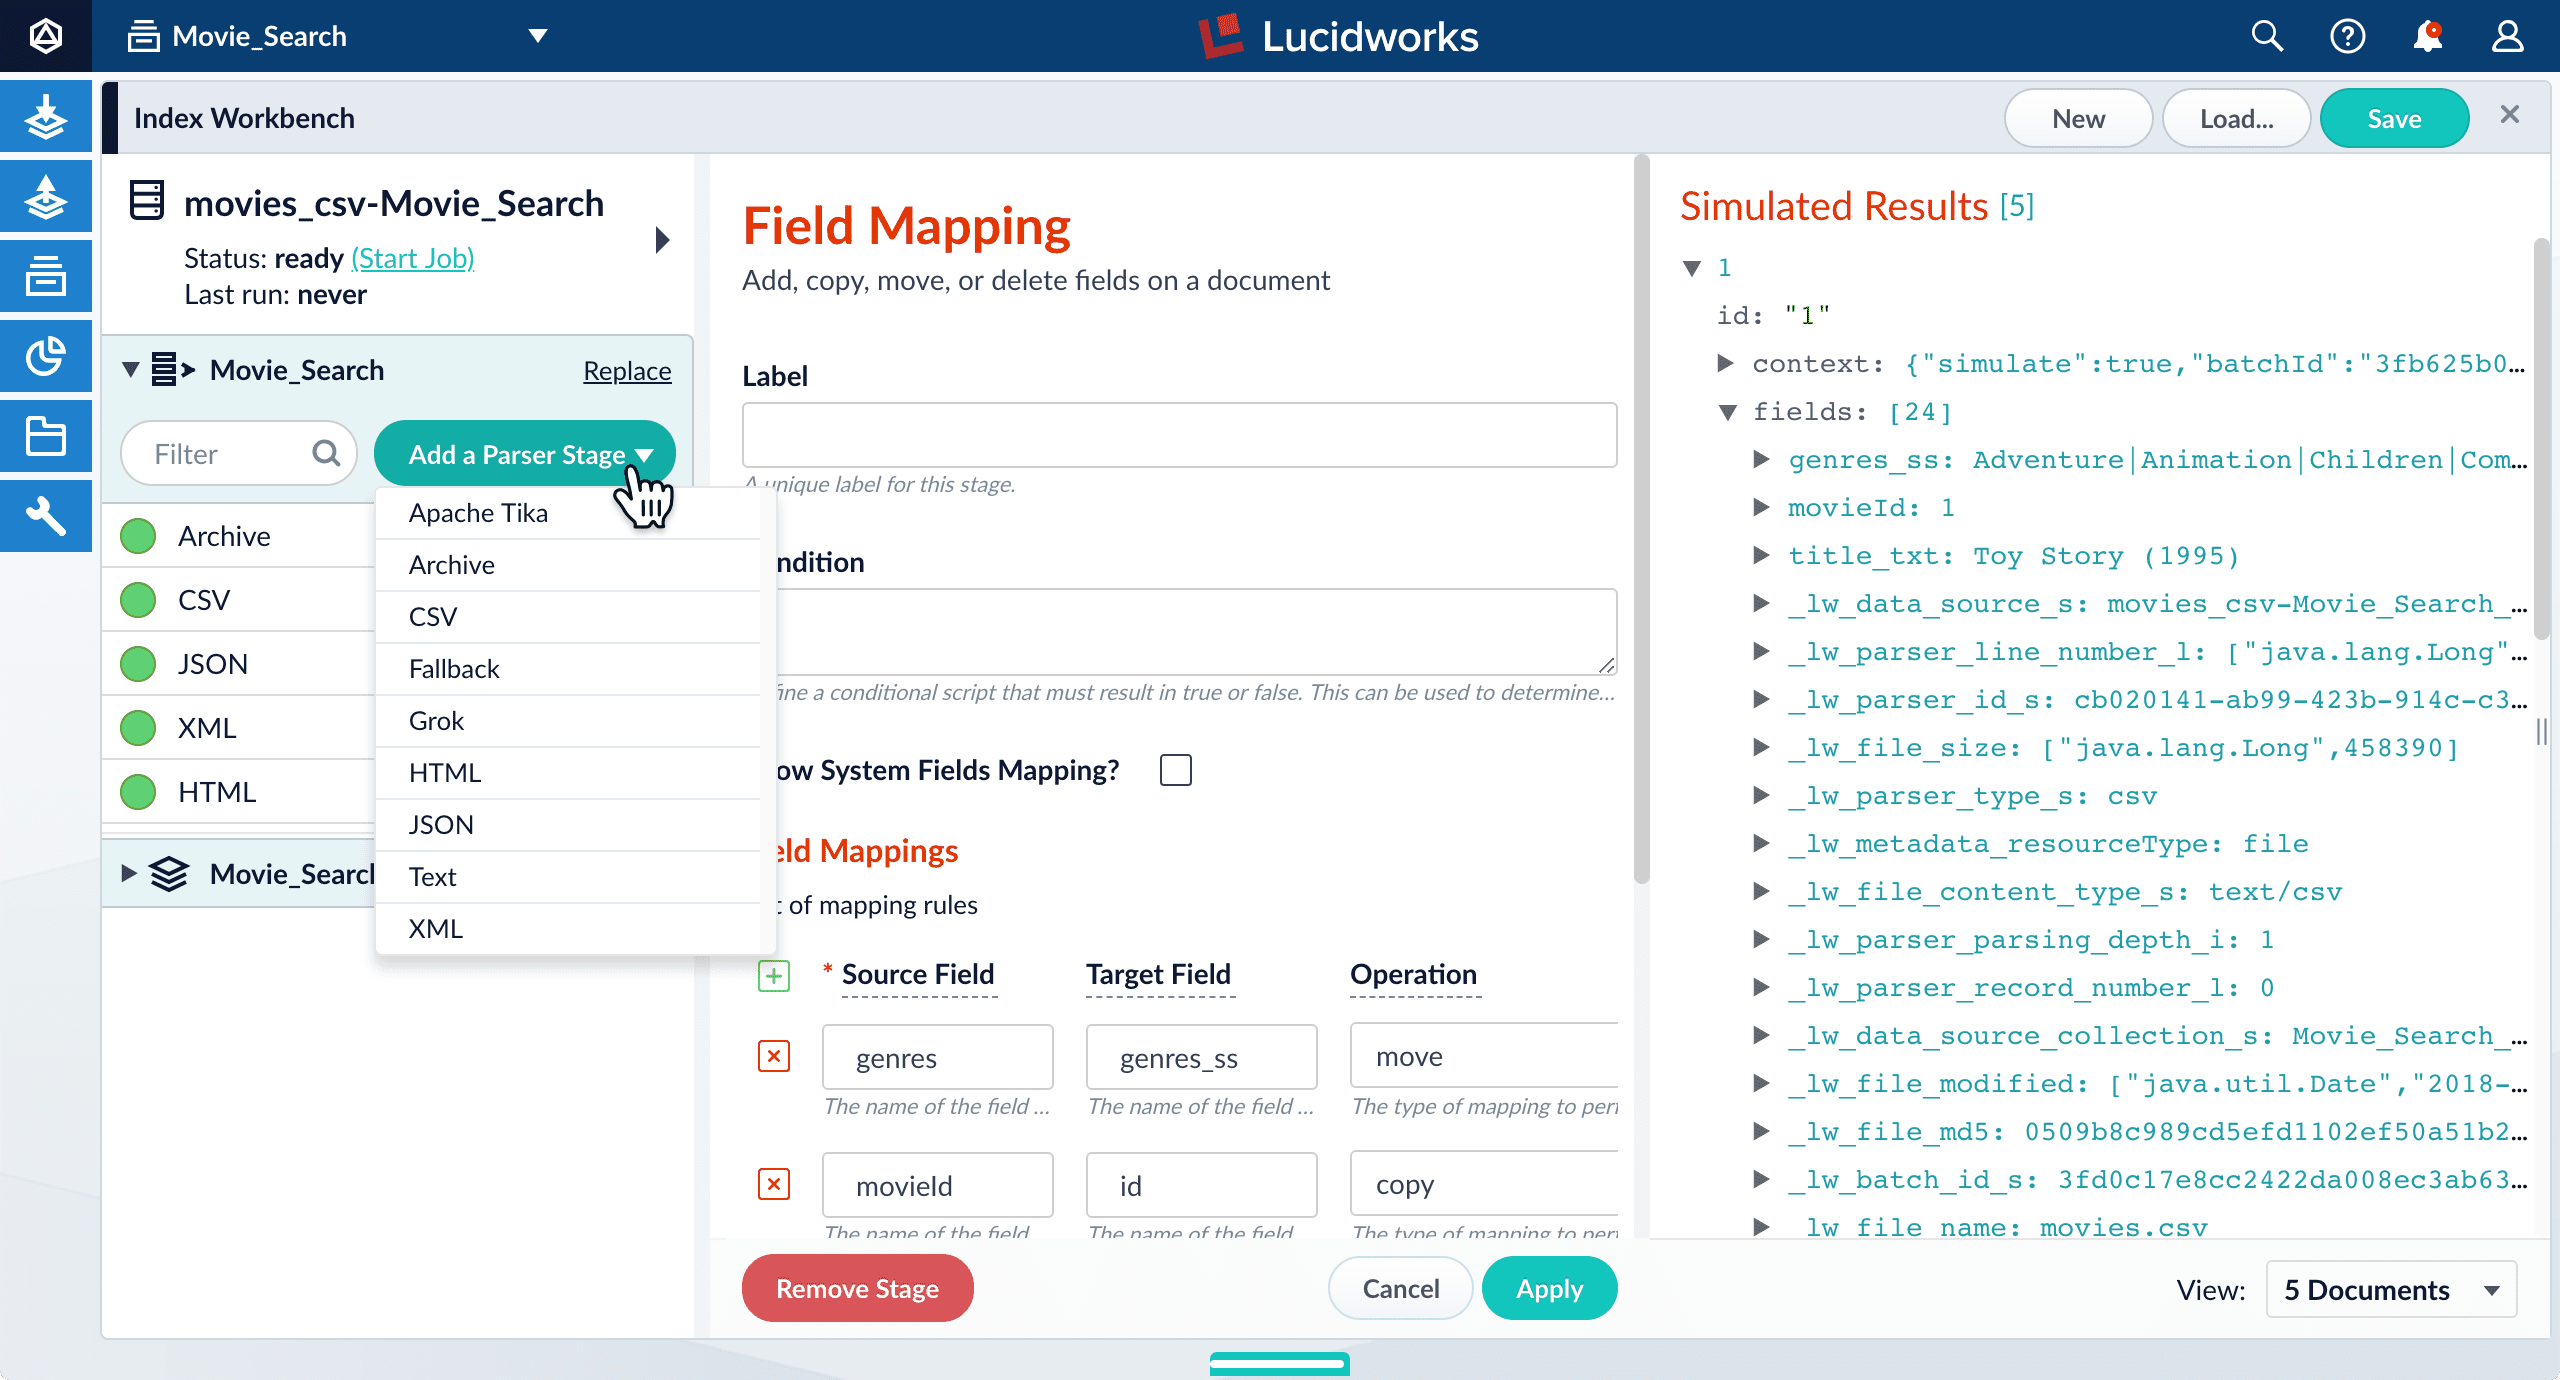 Movie_Search
Lucidworks
Index Workbench
New
Load...
Save
movies_csv-Movie_Search
Status: ready (Start Job)
Last run: never
Movie_Search
Replace
Filter
Add a Parser Stage
Apache Tika
Archive
CSV
Fallback
Grok
HTML
JSON
Text
XML
Archive
CSV
JSON
XML
HTML
Movie_Search
Field Mapping
Add, copy, move, or delete fields on a document
Label
A unique label for this stage.
ndition
ine a conditional script that must result in true or false. This can be used to determine...
ow System Fields Mapping?
eld Mappings
t of mapping rules
* Source Field
Target Field
Operation
genres
genres_ss
move
The name of the field ...
The name of the field ...
The type of mapping to per
movieId
id
copy
The name of the field
The name of the field
The type of mapping to per
Remove Stage
Cancel
Apply
Simulated Results [5]
1
id: "1"
context: {"simulate":true,"batchId":"3fb625b0...
fields: [24]
genres_ss: Adventure|Animation|Children|Com...
movieId: 1
title_txt: Toy Story (1995)
_lw_data_source_s: movies_csv-Movie_Search_...
_lw_parser_line_number_l: ["java.lang.Long"...
_lw_parser_id_s: cb020141-ab99-423b-914c-c3...
_lw_file_size: ["java.lang.Long",458390]
_lw_parser_type_s: csv
_lw_metadata_resourceType: file
_lw_file_content_type_s: text/csv
_lw_parser_parsing_depth_i: 1
_lw_parser_record_number_l: 0
_lw_data_source_collection_s: Movie_Search_...
_lw_file_modified: ["java.util.Date","2018-...
_lw_file_md5: 0509b8c989cd5efd1102ef50a51b2...
_lw_batch_id_s: 3fd0c17e8cc2422da008ec3ab63...
lw file name: movies.csv
View:
5 Documents